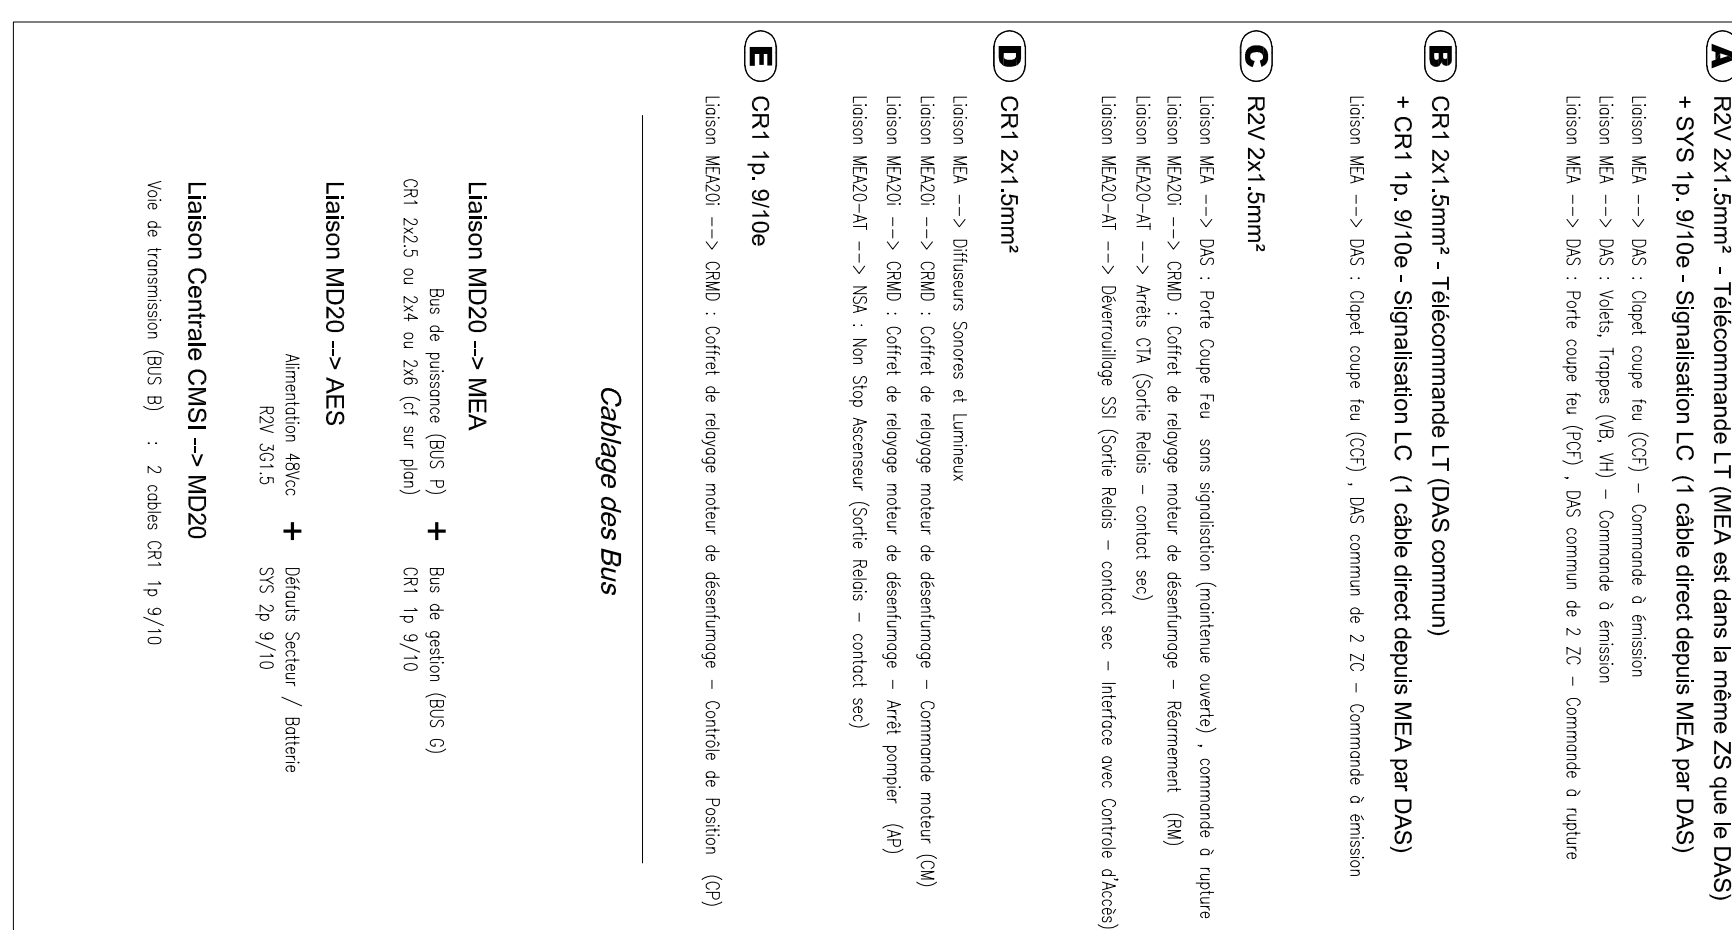 A R2V 2x1.5mm² - Télécommande LT (MEA est dans la même ZS que le DAS)
+ SYS 1p. 9/10e - Signalisation LC (1 câble direct depuis MEA par DAS)
Liaison MEA --> DAS : Clapet coupe feu (CCF) - Commande à émission
Liaison MEA --> DAS : Volets, Trappes (VB, VH) - Commande à émission
Liaison MEA --> DAS : Porte coupe feu (PCF) , DAS commun de 2 ZC - Commande à rupture
B CR1 2x1.5mm² - Télécommande LT (DAS commun)
+ CR1 1p. 9/10e - Signalisation LC (1 câble direct depuis MEA par DAS)
Liaison MEA --> DAS : Clapet coupe feu (CCF) , DAS commun de 2 ZC - Commande à émission
C R2V 2x1.5mm²
Liaison MEA --> DAS : Porte Coupe Feu sans signalisation (maintenue ouverte) , commande à rupture
Liaison MEA20i --> CRMD : Coffret de relayage moteur de désenfumage - Réarmement (RM)
Liaison MEA20-AT --> Arrêts CTA (Sortie Relais - contact sec)
Liaison MEA20-AT --> Déverrouillage SSI (Sortie Relais - contact sec - Interface avec Controle d'Accès)
D CR1 2x1.5mm²
Liaison MEA --> Diffuseurs Sonores et Lumineux
Liaison MEA20i --> CRMD : Coffret de relayage moteur de désenfumage - Commande moteur (CM)
Liaison MEA20i --> CRMD : Coffret de relayage moteur de désenfumage - Arrêt pompier (AP)
Liaison MEA20-AT --> NSA : Non Stop Ascenseur (Sortie Relais - contact sec)
E CR1 1p. 9/10e
Liaison MEA20i --> CRMD : Coffret de relayage moteur de désenfumage - Contrôle de Position (CP)
Cablage des Bus
Liaison MD20 --> MEA
Bus de puissance (BUS P) + Bus de gestion (BUS G)
CR1 2x2.5 ou 2x4 ou 2x6 (cf sur plan) CR1 1p 9/10
Liaison MD20 --> AES
Alimentation 48Vcc + Défauts Secteur / Batterie
R2V 3G1.5 SYS 2p 9/10
Liaison Centrale CMSI --> MD20
Voie de transmission (BUS B) : 2 cables CR1 1p 9/10